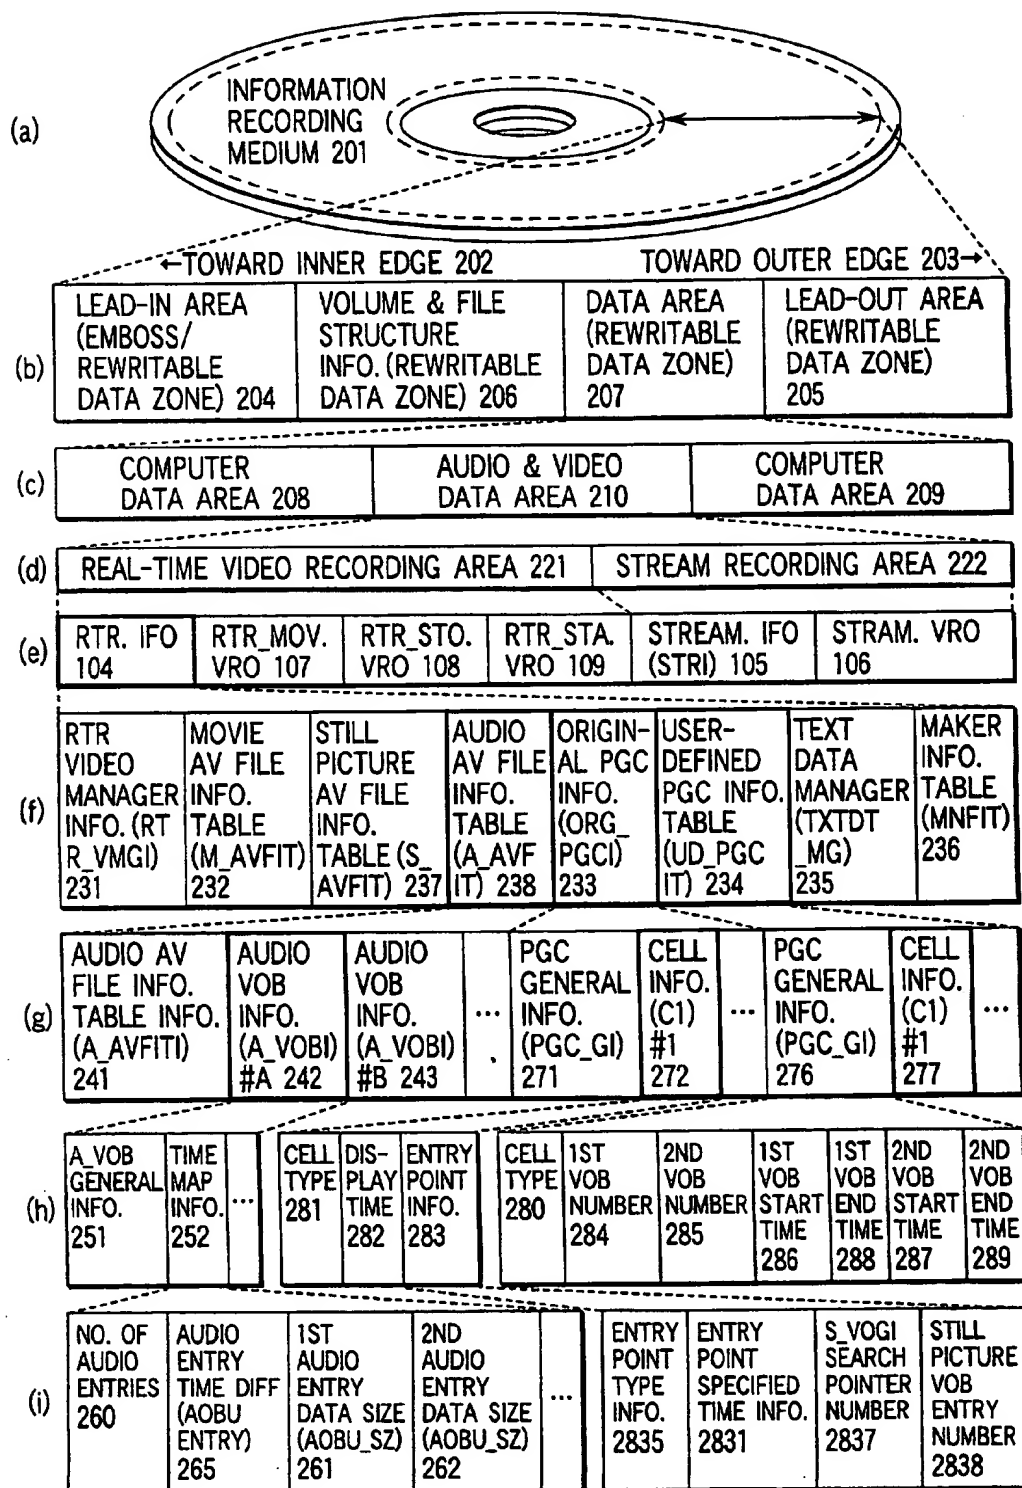 (a)
INFORMATION
RECORDING
MEDIUM 201
←TOWARD INNER EDGE 202
TOWARD OUTER EDGE 203→
(b)
LEAD-IN AREA
(EMBOSS/
REWRITABLE
DATA ZONE) 204
VOLUME & FILE
STRUCTURE
INFO. (REWRITABLE
DATA ZONE) 206
DATA AREA
(REWRITABLE
DATA ZONE)
207
LEAD-OUT AREA
(REWRITABLE
DATA ZONE)
205
(c)
COMPUTER
DATA AREA 208
AUDIO & VIDEO
DATA AREA 210
COMPUTER
DATA AREA 209
(d)
REAL-TIME VIDEO RECORDING AREA 221
STREAM RECORDING AREA 222
(e)
RTR. IFO
104
RTR_MOV.
VRO 107
RTR_STO.
VRO 108
RTR_STA.
VRO 109
STREAM. IFO
(STRI) 105
STRAM. VRO
106
(f)
RTR
VIDEO
MANAGER
INFO. (RT
R_VMGI)
231
MOVIE
AV FILE
INFO.
TABLE
(M_AVFIT)
232
STILL
PICTURE
AV FILE
INFO.
TABLE (S_
AVFIT) 237
AUDIO
AV FILE
INFO.
TABLE
(A_AVF
IT) 238
ORIGIN-
AL PGC
INFO.
(ORG_
PGCI)
233
USER-
DEFINED
PGC INFO.
TABLE
(UD_PGC
IT) 234
TEXT
DATA
MANAGER
(TXTDT
_MG)
235
MAKER
INFO.
TABLE
(MNFIT)
236
(g)
AUDIO AV
FILE INFO.
TABLE INFO.
(A_AVFITI)
241
AUDIO
VOB
INFO.
(A_VOBI)
#A 242
AUDIO
VOB
INFO.
(A_VOBI)
#B 243
...
PGC
GENERAL
INFO.
(PGC_GI)
271
CELL
INFO.
(C1)
#1
272
...
PGC
GENERAL
INFO.
(PGC_GI)
276
CELL
INFO.
(C1)
#1
277
...
(h)
A_VOB
GENERAL
INFO.
251
TIME
MAP
INFO.
252
...
CELL
TYPE
281
DIS-
PLAY
TIME
282
ENTRY
POINT
INFO.
283
CELL
TYPE
280
1ST
VOB
NUMBER
284
2ND
VOB
NUMBER
285
1ST
VOB
START
TIME
286
1ST
VOB
END
TIME
288
2ND
VOB
START
TIME
287
2ND
VOB
END
TIME
289
(i)
NO. OF
AUDIO
ENTRIES
260
AUDIO
ENTRY
TIME DIFF
(AOBU
ENTRY)
265
1ST
AUDIO
ENTRY
DATA SIZE
(AOBU_SZ)
261
2ND
AUDIO
ENTRY
DATA SIZE
(AOBU_SZ)
262
...
ENTRY
POINT
TYPE
INFO.
2835
ENTRY
POINT
SPECIFIED
TIME INFO.
2831
S_VOGI
SEARCH
POINTER
NUMBER
2837
STILL
PICTURE
VOB
ENTRY
NUMBER
2838